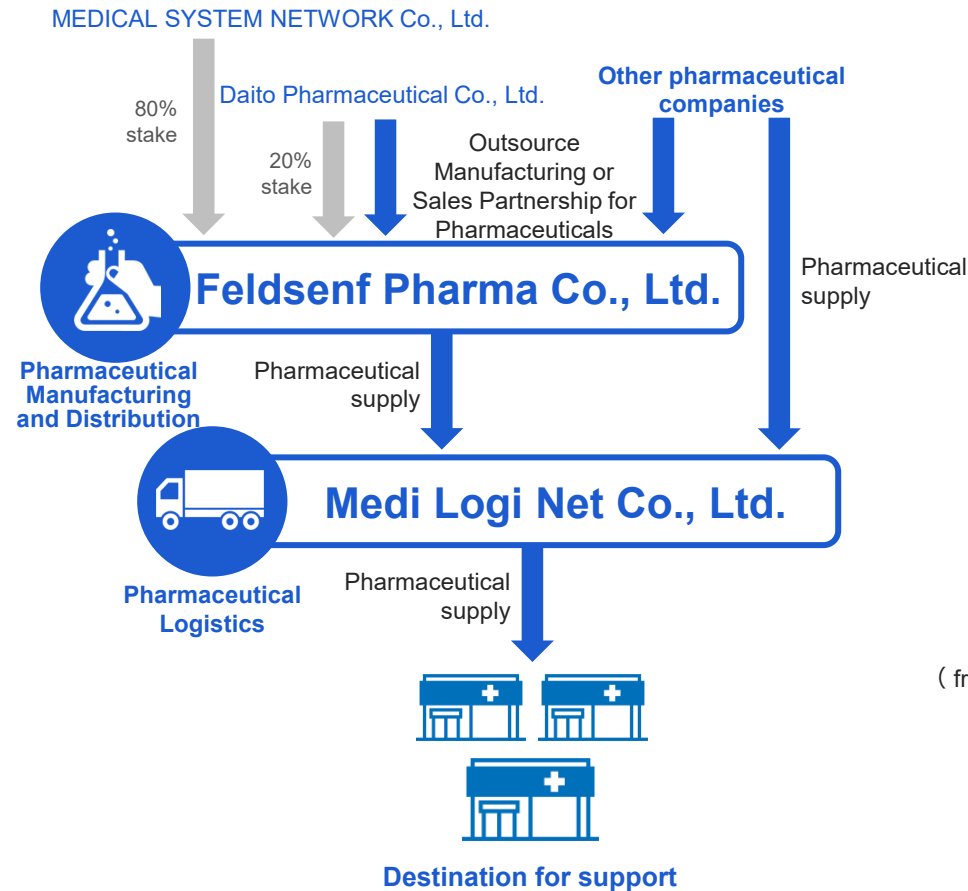 MEDICAL SYSTEM NETWORK Co., Ltd.
80%
stake
Daito Pharmaceutical Co., Ltd.
20%
stake
Other pharmaceutical
companies
Outsource
Manufacturing or
Sales Partnership for
Pharmaceuticals
Feldsenf Pharma Co., Ltd.
Pharmaceutical
supply
Pharmaceutical
Manufacturing
and Distribution
Pharmaceutical
supply
Medi Logi Net Co., Ltd.
Pharmaceutical
Logistics
Pharmaceutical
supply
( fr
Destination for support